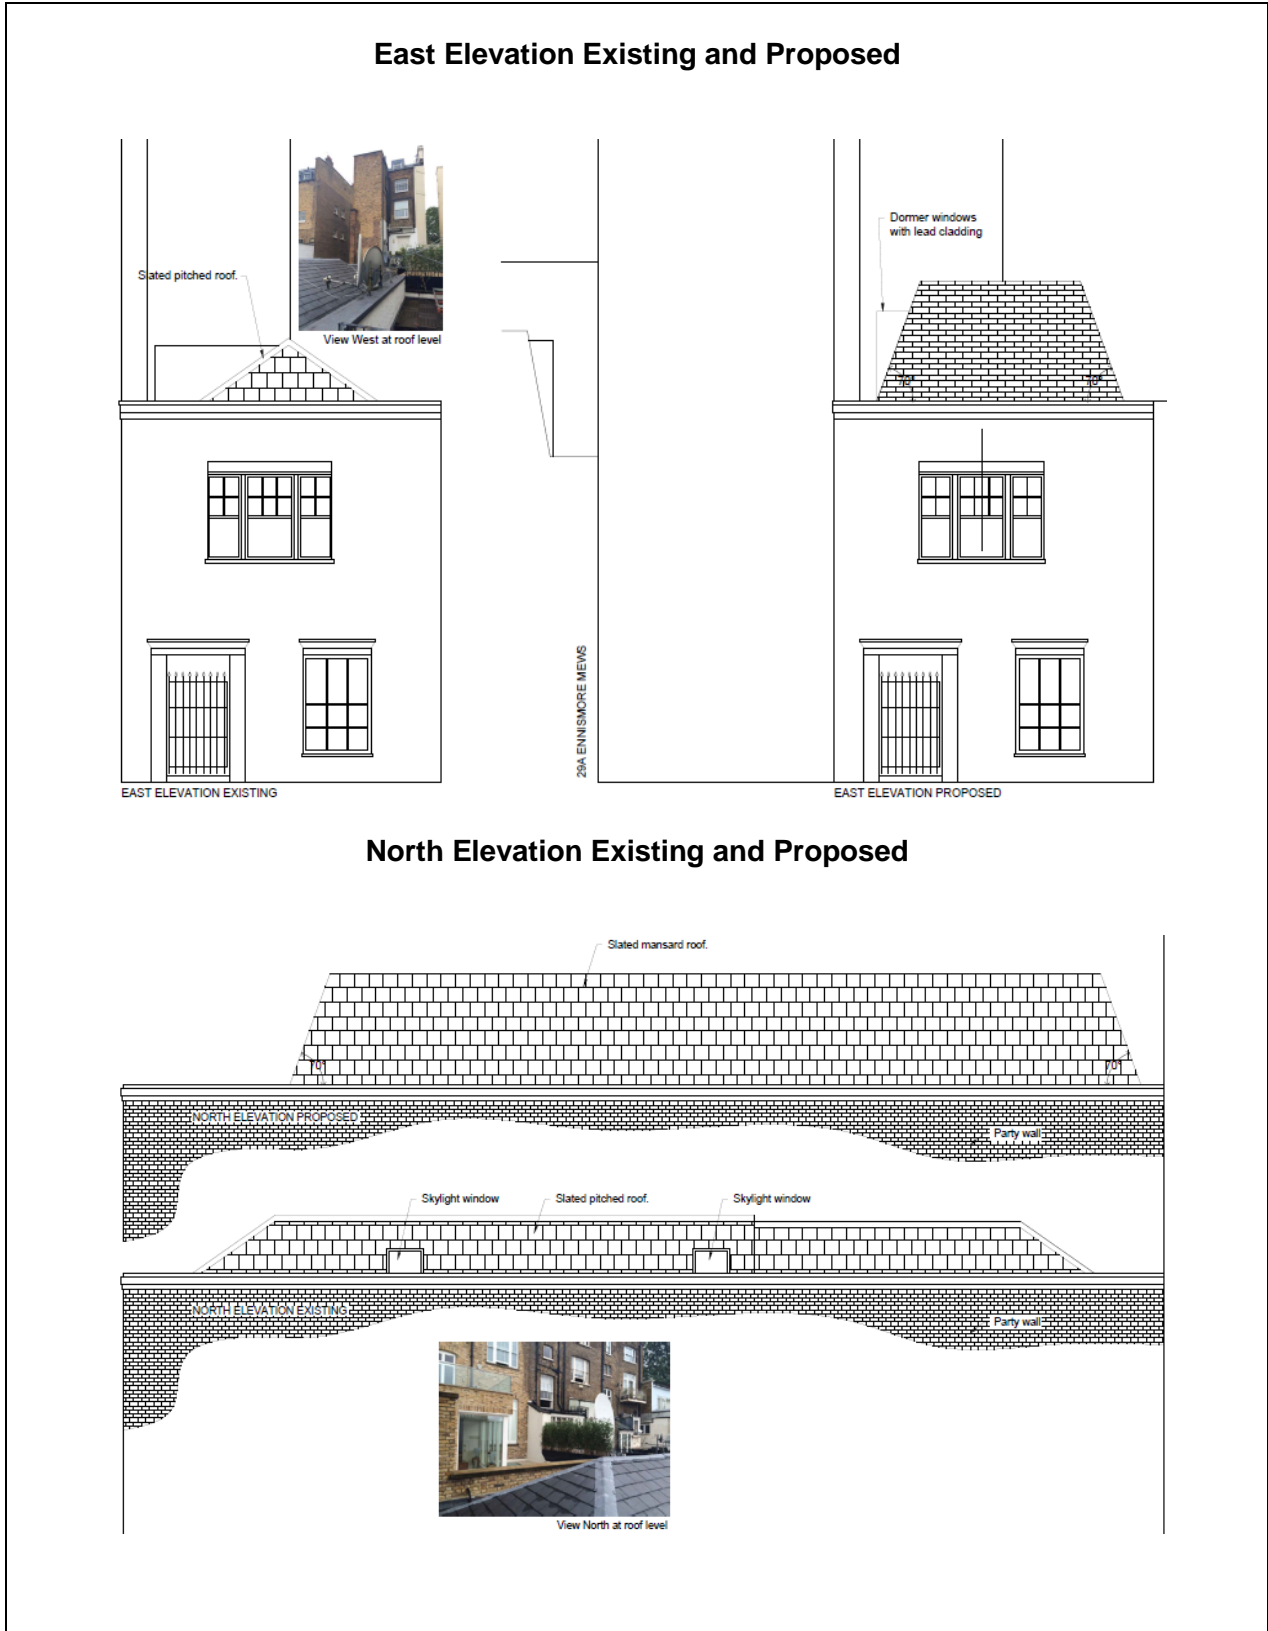 East Elevation Existing and Proposed
Slated pitched roof.
View West at roof level
Dormer windows
with lead cladding
70°
70°
29A ENNISMORE MEWS
EAST ELEVATION EXISTING
EAST ELEVATION PROPOSED
North Elevation Existing and Proposed
Slated mansard roof.
70°
70°
NORTH ELEVATION PROPOSED
Party wall
Skylight window
Slated pitched roof.
Skylight window
NORTH ELEVATION EXISTING
Party wall
View North at roof level